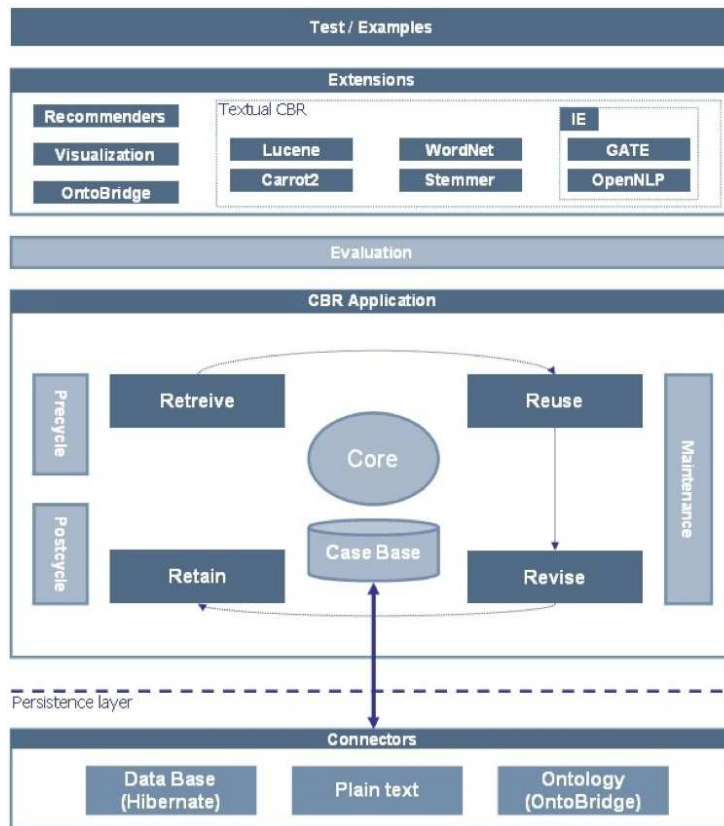 Test / Examples
Extensions
Recommenders
Visualization
OntoBridge
Textual CBR
Lucene
WordNet
Carrot2
Stemmer
IE
GATE
OpenNLP
Evaluation
CBR Application
Precycle
Postcycle
Retreive
Reuse
Core
Case Base
Retain
Revise
Maintenance
Persistence layer
Connectors
Data Base
(Hibernate)
Plain text
Ontology
(OntoBridge)